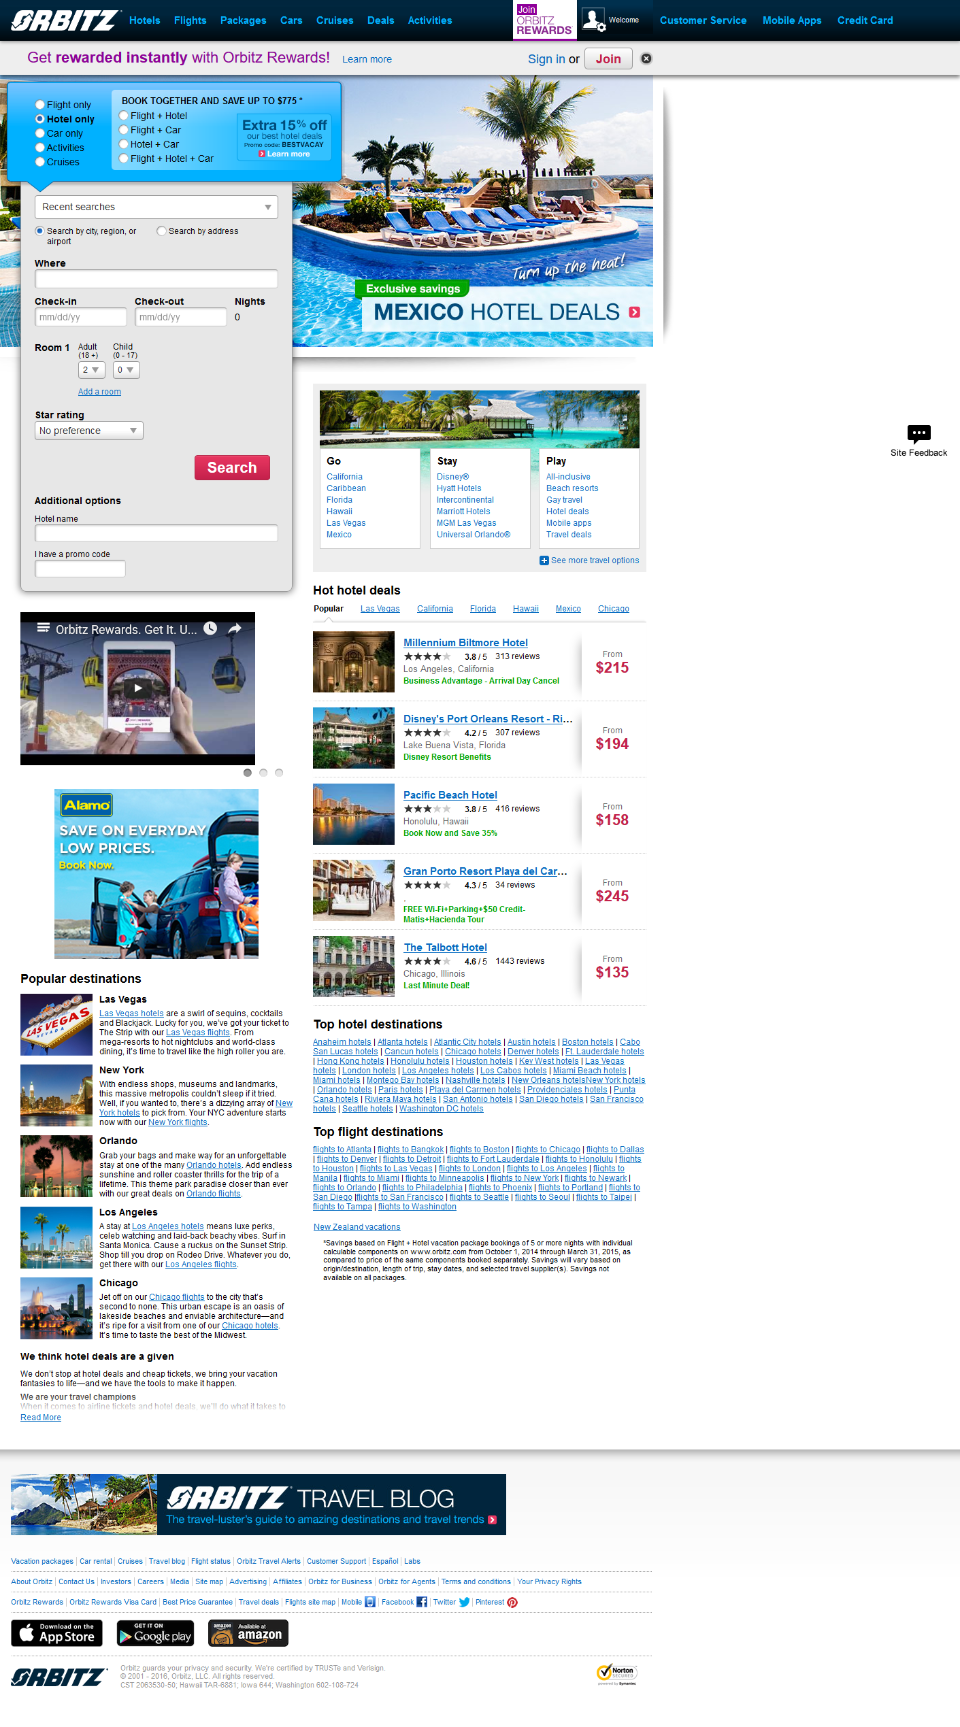 ORBITZ Hotels Flights Packages Cars Cruises Deals Activities Join ORBITZ REWARDS Welcome Customer Service Mobile Apps Credit Card
Get rewarded instantly with Orbitz Rewards! Learn more Sign in or Join
Flight only
Hotel only
Car only
Activities
Cruises
BOOK TOGETHER AND SAVE UP TO $775 *
Flight + Hotel
Flight + Car
Hotel + Car
Flight + Hotel + Car
Extra 15% off
our best hotel deals
Promo code: BESTVACAY
Learn more
Recent searches
Search by city, region, or airport
Search by address
Where
Check-in Check-out Nights
mm/dd/yy mm/dd/yy 0
Room 1 Adult (18 +) Child (0 - 17)
2 0
Add a room
Star rating
No preference
Search
Additional options
Hotel name
I have a promo code
Turn up the heat!
Exclusive savings
MEXICO HOTEL DEALS
Site Feedback
Go
California
Caribbean
Florida
Hawaii
Las Vegas
Mexico
Stay
Disney®
Hyatt Hotels
Intercontinental
Marriott Hotels
MGM Las Vegas
Universal Orlando®
Play
All-inclusive
Beach resorts
Gay travel
Hotel deals
Mobile apps
Travel deals
See more travel options
Hot hotel deals
Popular Las Vegas California Florida Hawaii Mexico Chicago
Millennium Biltmore Hotel
3.8 / 5 313 reviews
Los Angeles, California
Business Advantage - Arrival Day Cancel
From
$215
Disney's Port Orleans Resort - Ri...
4.2 / 5 307 reviews
Lake Buena Vista, Florida
Disney Resort Benefits
From
$194
Pacific Beach Hotel
3.8 / 5 416 reviews
Honolulu, Hawaii
Book Now and Save 35%
From
$158
Gran Porto Resort Playa del Car...
4.3 / 5 34 reviews
,
FREE Wi-Fi+Parking+$50 Credit-
Matis+Hacienda Tour
From
$245
The Talbott Hotel
4.6 / 5 1443 reviews
Chicago, Illinois
Last Minute Deal!
From
$135
Orbitz Rewards. Get It. U...
Alamo
SAVE ON EVERYDAY
LOW PRICES.
Book Now.
Popular destinations
LAS VEGAS
Las Vegas
Las Vegas hotels are a swirl of sequins, cocktails
and Blackjack. Lucky for you, we've got your ticket to
The Strip with our Las Vegas flights. From
mega-resorts to hot nightclubs and world-class
dining, it's time to travel like the high roller you are.
New York
With endless shops, museums and landmarks,
this massive metropolis couldn't sleep if it tried.
Well, if you wanted to, there's a dizzying array of New
York hotels to pick from. Your NYC adventure starts
now with our New York flights.
Orlando
Grab your bags and make way for an unforgettable
stay at one of the many Orlando hotels. Add endless
sunshine and roller coaster thrills for the trip of a
lifetime. This theme park paradise closer than ever
with our great deals on Orlando flights.
Los Angeles
A stay at Los Angeles hotels means luxe perks,
celeb watching and laid-back beachy vibes. Surf in
Santa Monica. Cause a ruckus on the Sunset Strip.
Shop till you drop on Rodeo Drive. Whatever you do,
get there with our Los Angeles flights.
Chicago
Jet off on our Chicago flights to the city that's
second to none. This urban escape is an oasis of
lakeside beaches and enviable architecture—and
it's ripe for a visit from one of our Chicago hotels.
It's time to taste the best of the Midwest.
We think hotel deals are a given
We don't stop at hotel deals and cheap tickets, we bring your vacation
fantasies to life—and we have the tools to make it happen.
We are your travel champions
When it comes to airline tickets and hotel deals, we'll do what it takes to
Read More
Top hotel destinations
Anaheim hotels | Atlanta hotels | Atlantic City hotels | Austin hotels | Boston hotels | Cabo
San Lucas hotels | Cancun hotels | Chicago hotels | Denver hotels | Ft. Lauderdale hotels
| Hong Kong hotels | Honolulu hotels | Houston hotels | Key West hotels | Las Vegas
hotels | London hotels | Los Angeles hotels | Los Cabos hotels | Miami Beach hotels |
Miami hotels | Montego Bay hotels | Nashville hotels | New Orleans hotelsNew York hotels
| Orlando hotels | Paris hotels | Playa del Carmen hotels | Providenciales hotels | Punta
Cana hotels | Riviera Maya hotels | San Antonio hotels | San Diego hotels | San Francisco
hotels | Seattle hotels | Washington DC hotels
Top flight destinations
flights to Atlanta | flights to Bangkok | flights to Boston | flights to Chicago | flights to Dallas
| flights to Denver | flights to Detroit | flights to Fort Lauderdale | flights to Honolulu | flights
to Houston | flights to Las Vegas | flights to London | flights to Los Angeles | flights to
Manila | flights to Miami | flights to Minneapolis | flights to New York | flights to Newark |
flights to Orlando | flights to Philadelphia | flights to Phoenix | flights to Portland | flights to
San Diego |flights to San Francisco | flights to Seattle | flights to Seoul | flights to Taipei |
flights to Tampa | flights to Washington
New Zealand vacations
*Savings based on Flight + Hotel vacation package bookings of 5 or more nights with individual
calculable components on www.orbitz.com from October 1, 2014 through March 31, 2015, as
compared to price of the same components booked separately. Savings will vary based on
origin/destination, length of trip, stay dates, and selected travel supplier(s). Savings not
available on all packages.
ORBITZ TRAVEL BLOG
The travel-luster's guide to amazing destinations and travel trends
Vacation packages | Car rental | Cruises | Travel blog | Flight status | Orbitz Travel Alerts | Customer Support | Español | Labs
About Orbitz | Contact Us | Investors | Careers | Media | Site map | Advertising | Affiliates | Orbitz for Business | Orbitz for Agents | Terms and conditions | Your Privacy Rights
Orbitz Rewards | Orbitz Rewards Visa Card | Best Price Guarantee | Travel deals | Flights site map | Mobile | Facebook | Twitter | Pinterest
Download on the App Store
GET IT ON Google play
Available at amazon
ORBITZ
Orbitz guards your privacy and security. We're certified by TRUSTe and Verisign.
© 2001 - 2016, Orbitz, LLC. All rights reserved.
CST 2063530-50; Hawaii TAR-6881; Iowa 644; Washington 602-108-724
Norton
SECURED
powered by Symantec